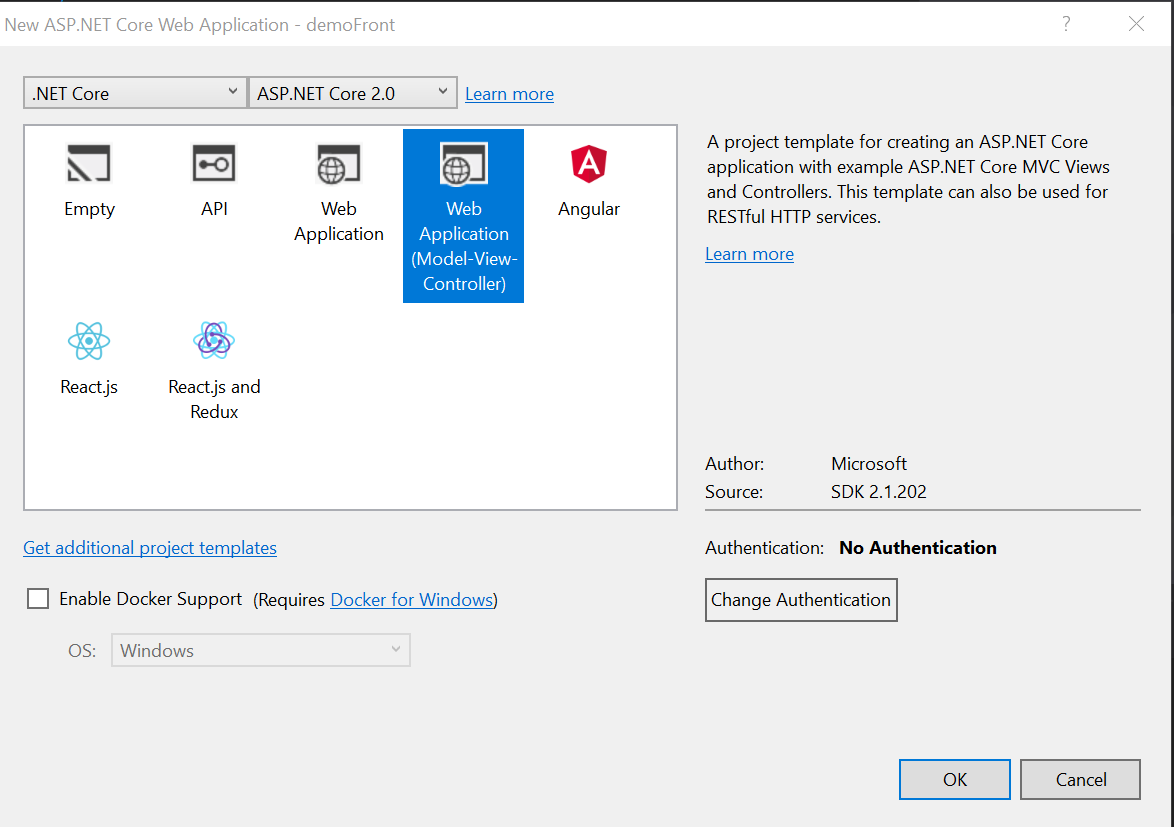 New ASP.NET Core Web Application - demoFront
?
.NET Core
ASP.NET Core 2.0
Learn more
Empty
API
Web
Application
Web
Application
(Model-View-
Controller)
Angular
React.js
React.js and
Redux
A project template for creating an ASP.NET Core
application with example ASP.NET Core MVC Views
and Controllers. This template can also be used for
RESTful HTTP services.
Learn more
Author: Microsoft
Source: SDK 2.1.202
Get additional project templates
Enable Docker Support (Requires Docker for Windows)
OS: Windows
Authentication: No Authentication
Change Authentication
OK
Cancel